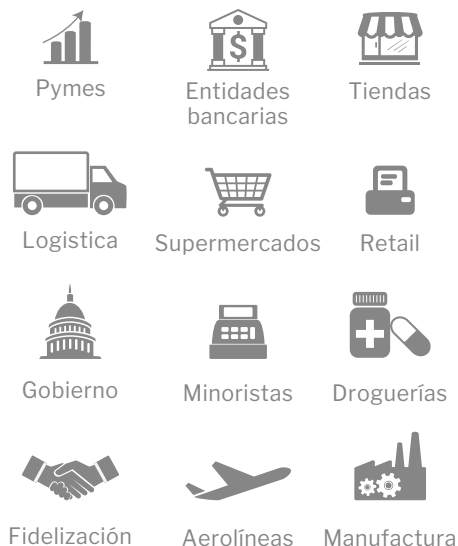 Pymes
Entidades
bancarias
Tiendas
Logistica
Supermercados
Retail
Gobierno
Minoristas
Droguerías
Fidelización
Aerolíneas
Manufactura